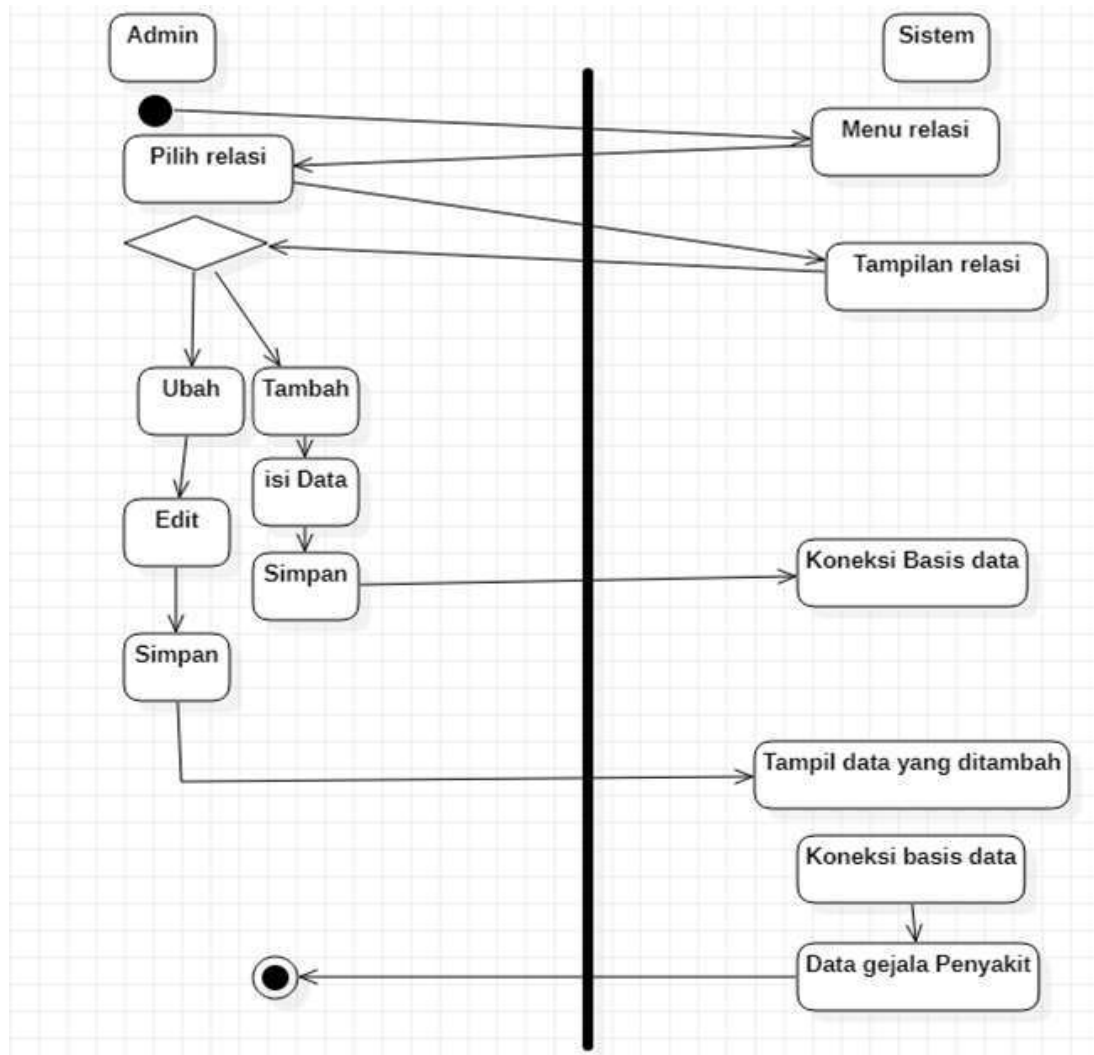 Admin
Sistem
Menu relasi
Pilih relasi
Tampilan relasi
Ubah
Tambah
isi Data
Edit
Koneksi Basis data
Simpan
Simpan
Tampil data yang ditambah
Koneksi basis data
Data gejala Penyakit